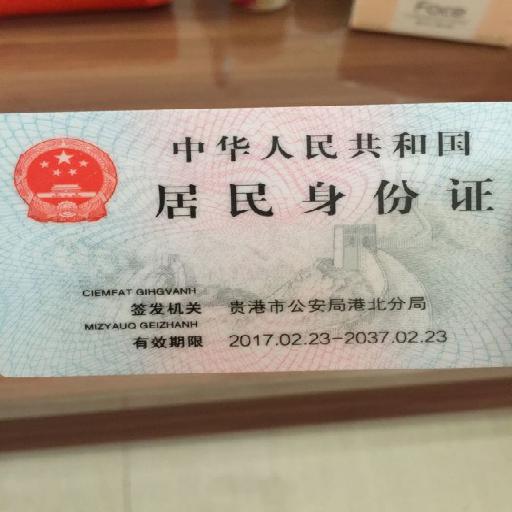 Face
中华人民共和国
居民身份证
CIEMFAT GIHGVANH
签发机关 贵港市公安局港北分局
MIZYAUQ GEIZHANH
有效期限 2017.02.23-2037.02.23